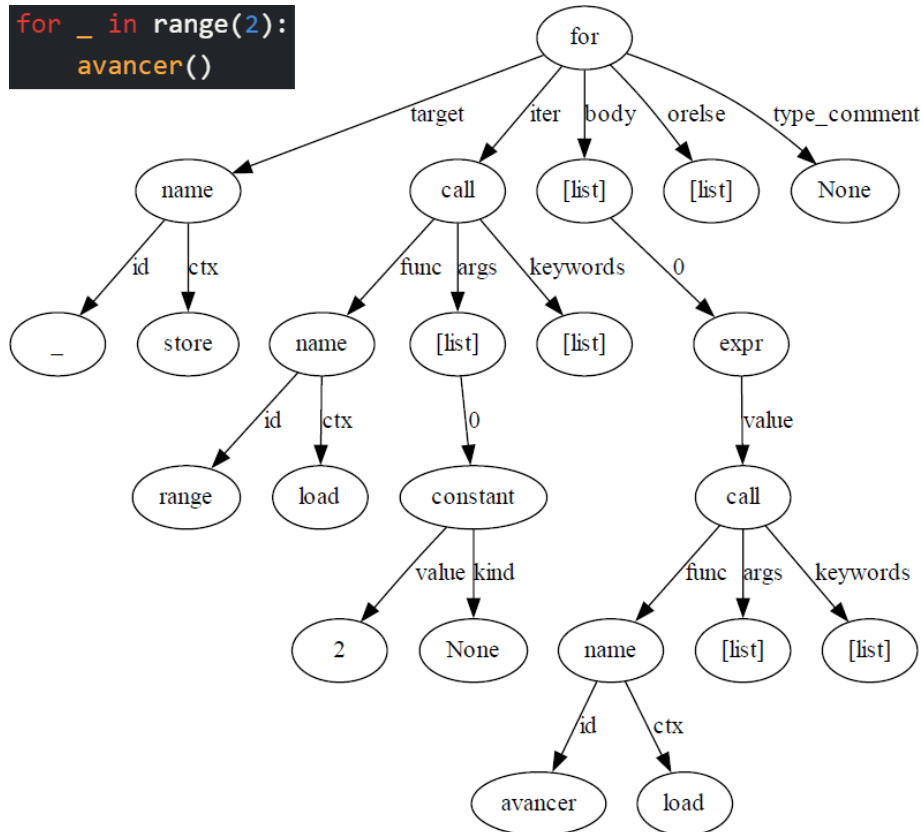 for _ in range(2):
avancer()
for
target iter body orelse type_comment
name call [list] [list] None
id ctx func args keywords 0
_ store name [list] [list] expr
id ctx 0 value
range load constant call
value kind func args keywords
2 None name [list] [list]
id ctx
avancer load